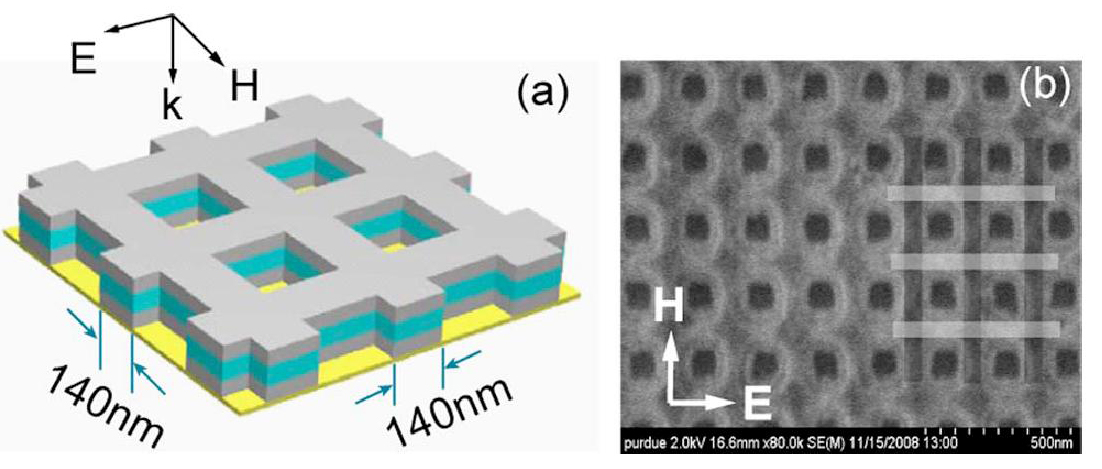 E
H
k
(a)
140nm
140nm
(b)
H
E
purdue 2.0kV 16.6mm x80.0k SE(M) 11/15/2008 13:00 500nm